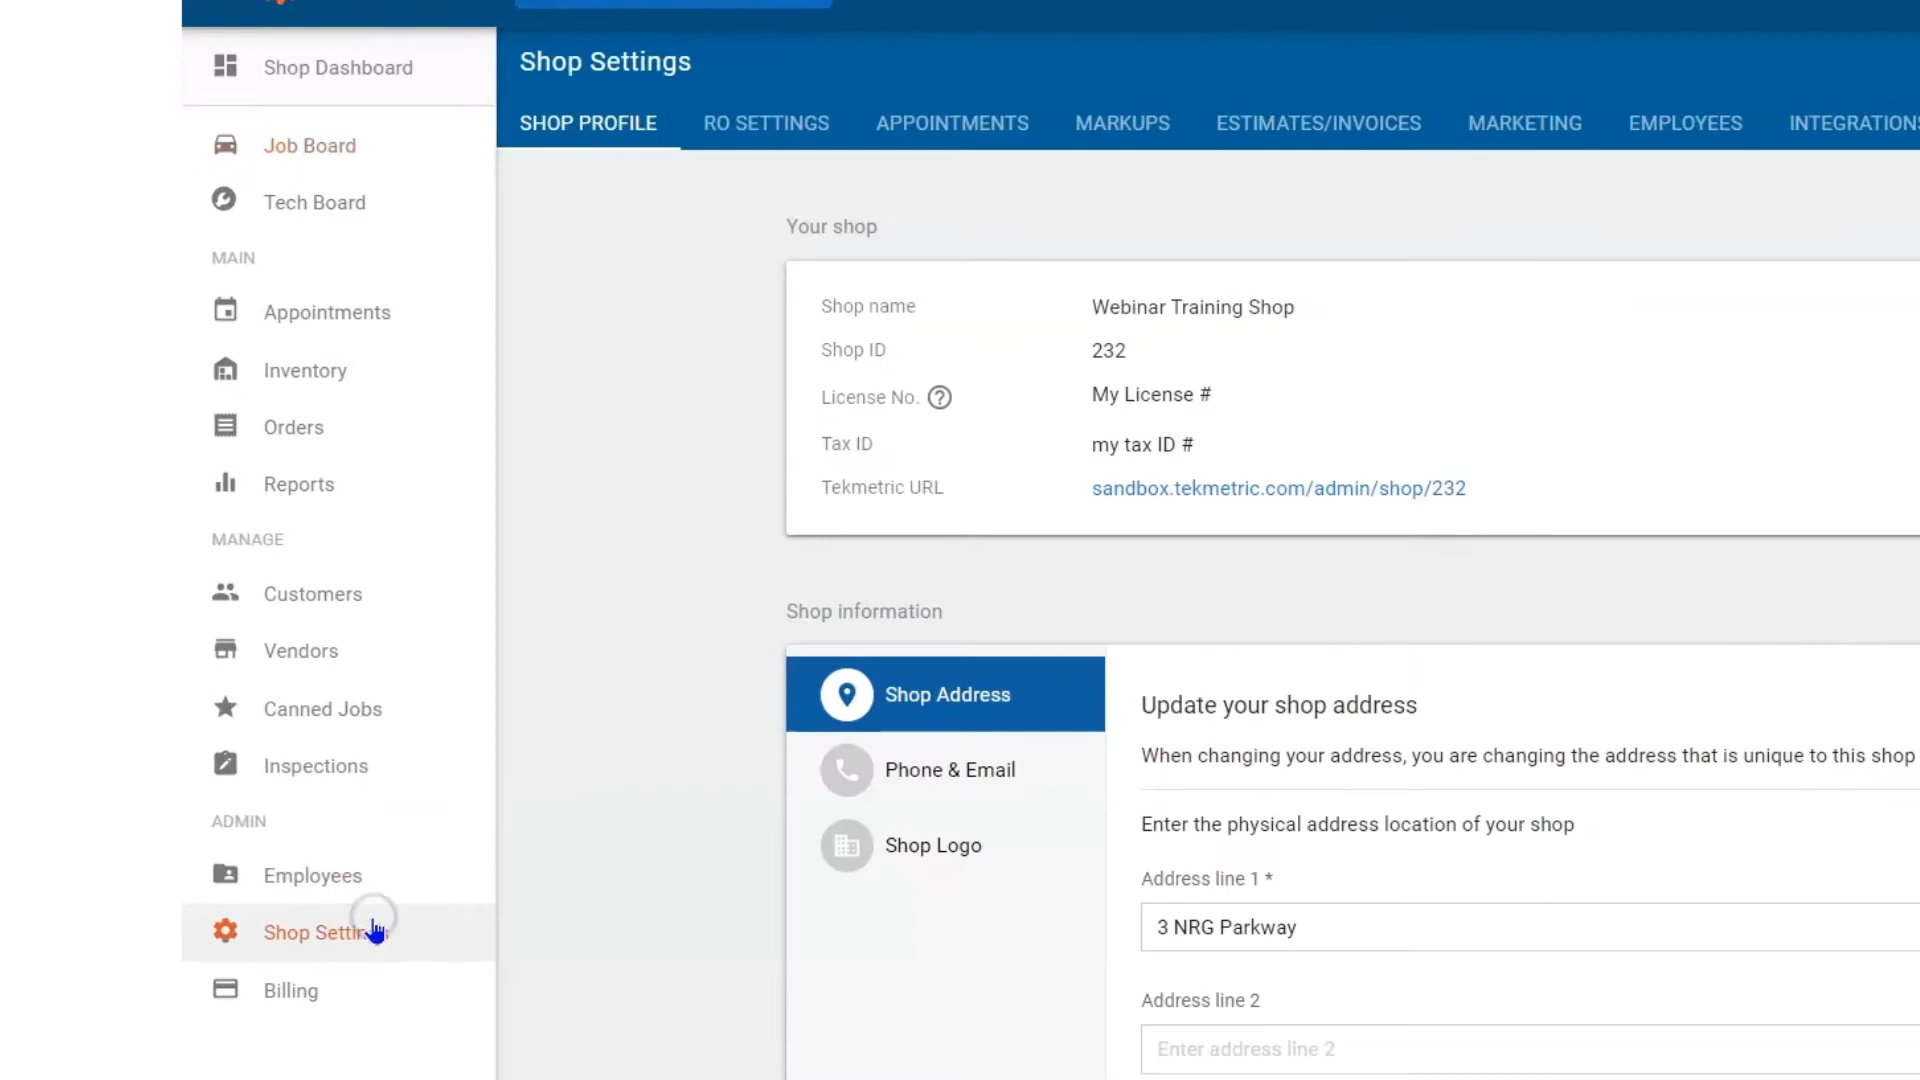 Shop Dashboard
Job Board
Tech Board
MAIN
Appointments
Inventory
Orders
Reports
MANAGE
Customers
Vendors
Canned Jobs
Inspections
ADMIN
Employees
Shop Settings
Billing
Shop Settings
SHOP PROFILE RO SETTINGS APPOINTMENTS MARKUPS ESTIMATES/INVOICES MARKETING EMPLOYEES INTEGRATIONS
Your shop
Shop name Webinar Training Shop
Shop ID 232
License No. ? My License #
Tax ID my tax ID #
Tekmetric URL sandbox.tekmetric.com/admin/shop/232
Shop information
Shop Address
Phone & Email
Shop Logo
Update your shop address
When changing your address, you are changing the address that is unique to this shop
Enter the physical address location of your shop
Address line 1 *
3 NRG Parkway
Address line 2
Enter address line 2